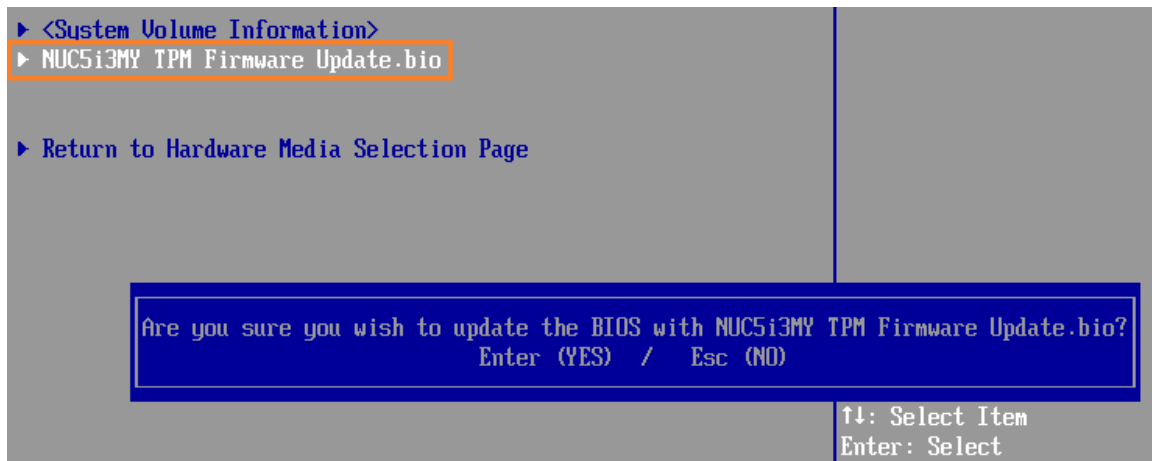 ▶ <System Volume Information>
▶ NUC5i3MY TPM Firmware Update.bio
▶ Return to Hardware Media Selection Page
Are you sure you wish to update the BIOS with NUC5i3MY TPM Firmware Update.bio?
Enter (YES) / Esc (NO)
↑↓: Select Item
Enter: Select